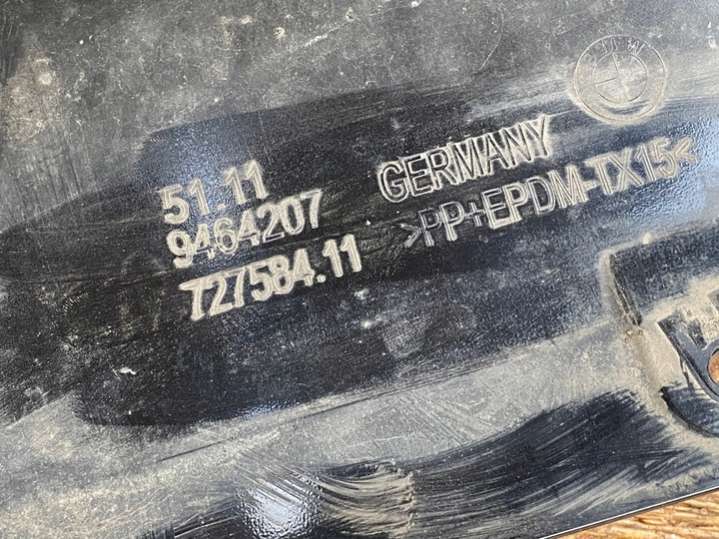 51.11
9464207
727584.11
GERMANY
>PP+EPDM-TX15<